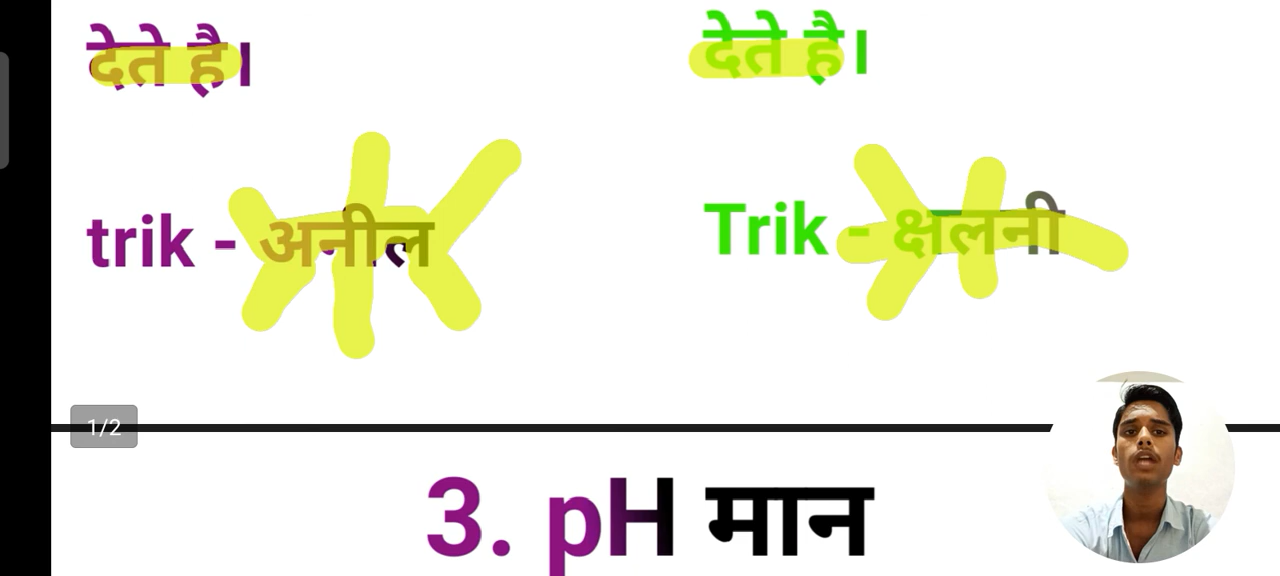 देते है।
देते है।
trik - अनील
Trik - क्षलनी
1/2
3. pH मान